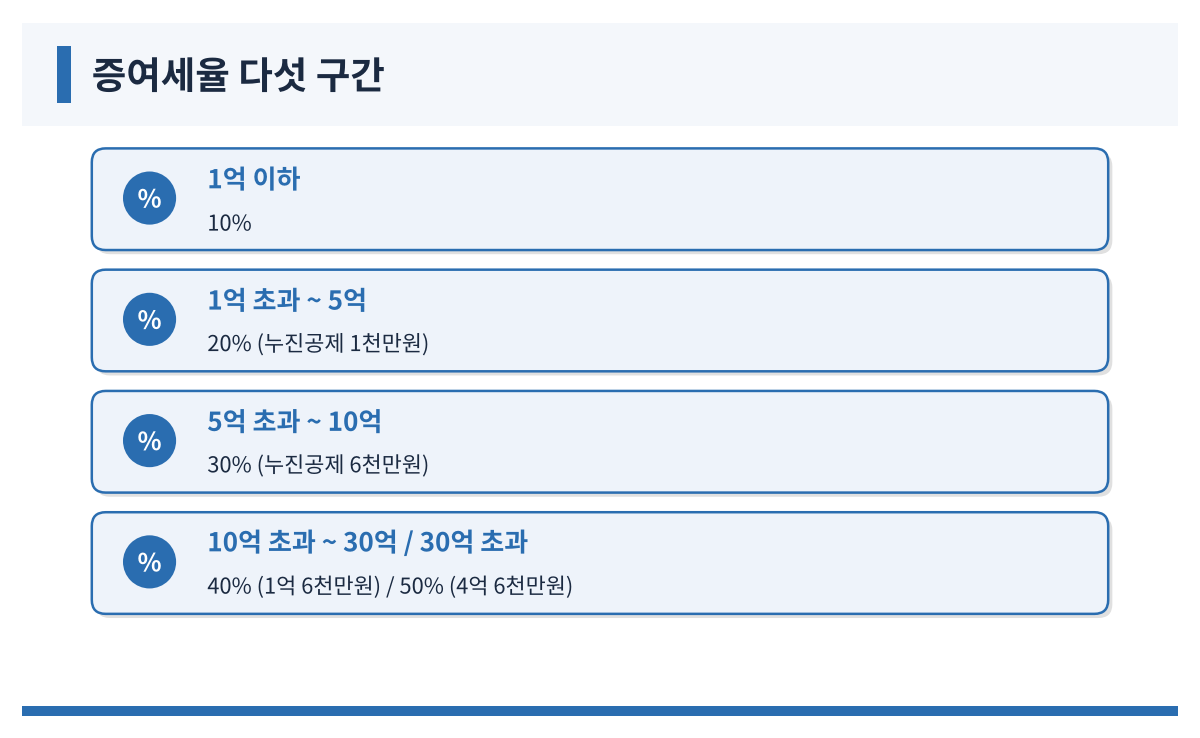 증여세율 다섯 구간
% 1억 이하
10%
% 1억 초과 ~ 5억
20% (누진공제 1천만원)
% 5억 초과 ~ 10억
30% (누진공제 6천만원)
% 10억 초과 ~ 30억 / 30억 초과
40% (1억 6천만원) / 50% (4억 6천만원)